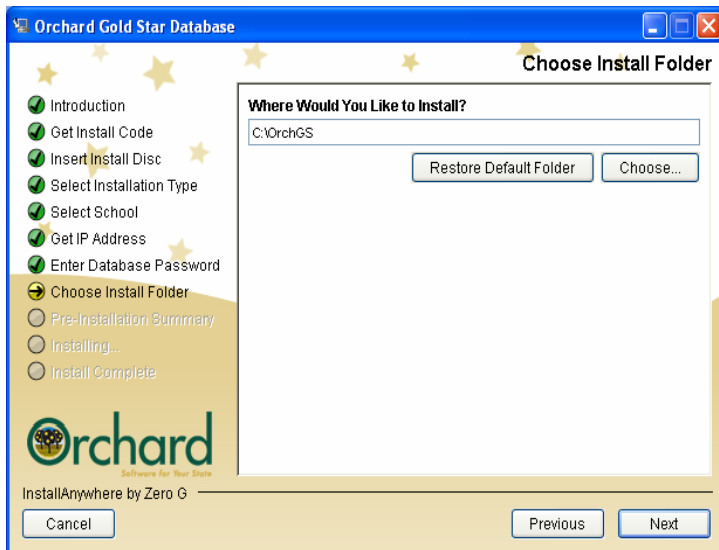 Orchard Gold Star Database
Choose Install Folder
Introduction
Get Install Code
Insert Install Disc
Select Installation Type
Select School
Get IP Address
Enter Database Password
Choose Install Folder
Pre-Installation Summary
Installing...
Install Complete
Where Would You Like to Install?
C:\OrchGS
Restore Default Folder
Choose...
Orchard
Software for Your State
InstallAnywhere by Zero G
Cancel
Previous
Next